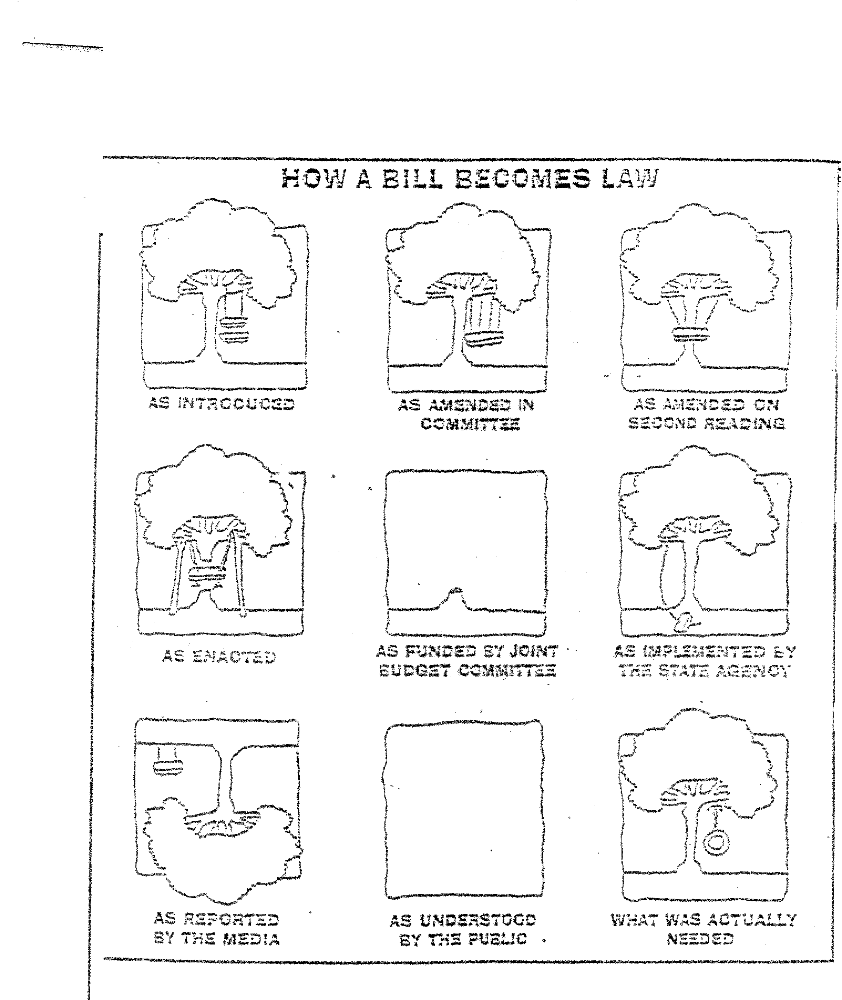 HOW A BILL BECOMES LAW
AS INTRODUCED
AS AMENDED IN
COMMITTEE
AS AMENDED ON
SECOND READING
AS ENACTED
AS FUNDED BY JOINT
BUDGET COMMITTEE
AS IMPLEMENTED BY
THE STATE AGENCY
AS REPORTED
BY THE MEDIA
AS UNDERSTOOD
BY THE PUBLIC
WHAT WAS ACTUALLY
NEEDED